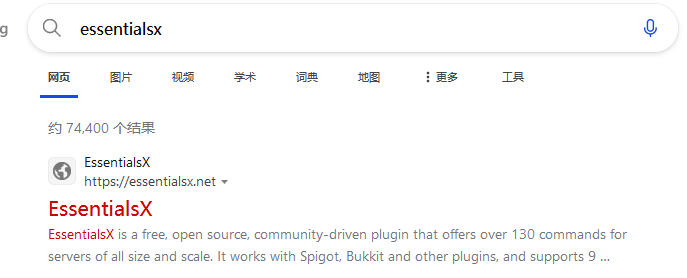 g
essentialsx
网页 图片 视频 学术 词典 地图 更多 工具
约 74,400 个结果
EssentialsX
https://essentialsx.net
EssentialsX
EssentialsX is a free, open source, community-driven plugin that offers over 130 commands for
servers of all size and scale. It works with Spigot, Bukkit and other plugins, and supports 9 ...